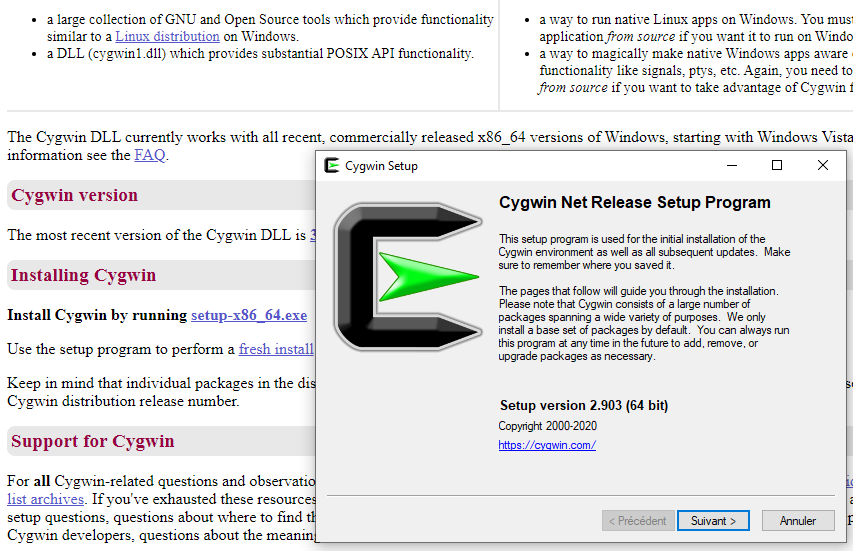 a large collection of GNU and Open Source tools which provide functionality
similar to a Linux distribution on Windows.
a DLL (cygwin1.dll) which provides substantial POSIX API functionality.
a way to run native Linux apps on Windows. You must
application from source if you want it to run on Windo
a way to magically make native Windows apps aware
functionality like signals, ptys, etc. Again, you need to
from source if you want to take advantage of Cygwin f
The Cygwin DLL currently works with all recent, commercially released x86_64 versions of Windows, starting with Windows Vista
information see the FAQ.
Cygwin version
The most recent version of the Cygwin DLL is 3
Installing Cygwin
Install Cygwin by running setup-x86_64.exe
Use the setup program to perform a fresh install
Keep in mind that individual packages in the dis
Cygwin distribution release number.
Support for Cygwin
For all Cygwin-related questions and observatio
list archives. If you've exhausted these resources
setup questions, questions about where to find th
Cygwin developers, questions about the meaning
Cygwin Setup
Cygwin Net Release Setup Program
This setup program is used for the initial installation of the
Cygwin environment as well as all subsequent updates. Make
sure to remember where you saved it.
The pages that follow will guide you through the installation.
Please note that Cygwin consists of a large number of
packages spanning a wide variety of purposes. We only
install a base set of packages by default. You can always run
this program at any time in the future to add, remove, or
upgrade packages as necessary.
Setup version 2.903 (64 bit)
Copyright 2000-2020
https://cygwin.com/
< Précédent
Suivant >
Annuler